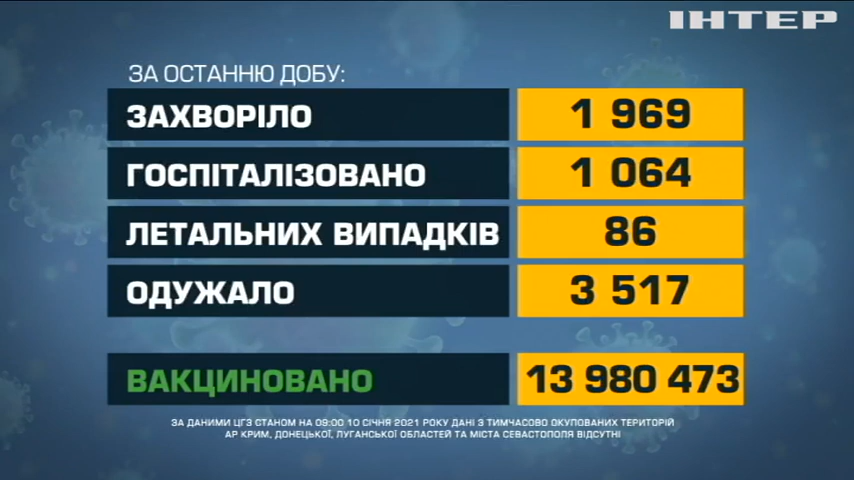 ІНТЕР
ЗА ОСТАННЮ ДОБУ:
ЗАХВОРІЛО 1 969
ГОСПІТАЛІЗОВАНО 1 064
ЛЕТАЛЬНИХ ВИПАДКІВ 86
ОДУЖАЛО 3 517
ВАКЦИНОВАНО 13 980 473
ЗА ДАНИМИ ЦГЗ СТАНОМ НА 09:00 10 СІЧНЯ 2021 РОКУ ДАНІ З ТИМЧАСОВО ОКУПОВАНИХ ТЕРИТОРІЙ
АР КРИМ, ДОНЕЦЬКОЇ, ЛУГАНСЬКОЇ ОБЛАСТЕЙ ТА МІСТА СЕВАСТОПОЛЯ ВІДСУТНІ